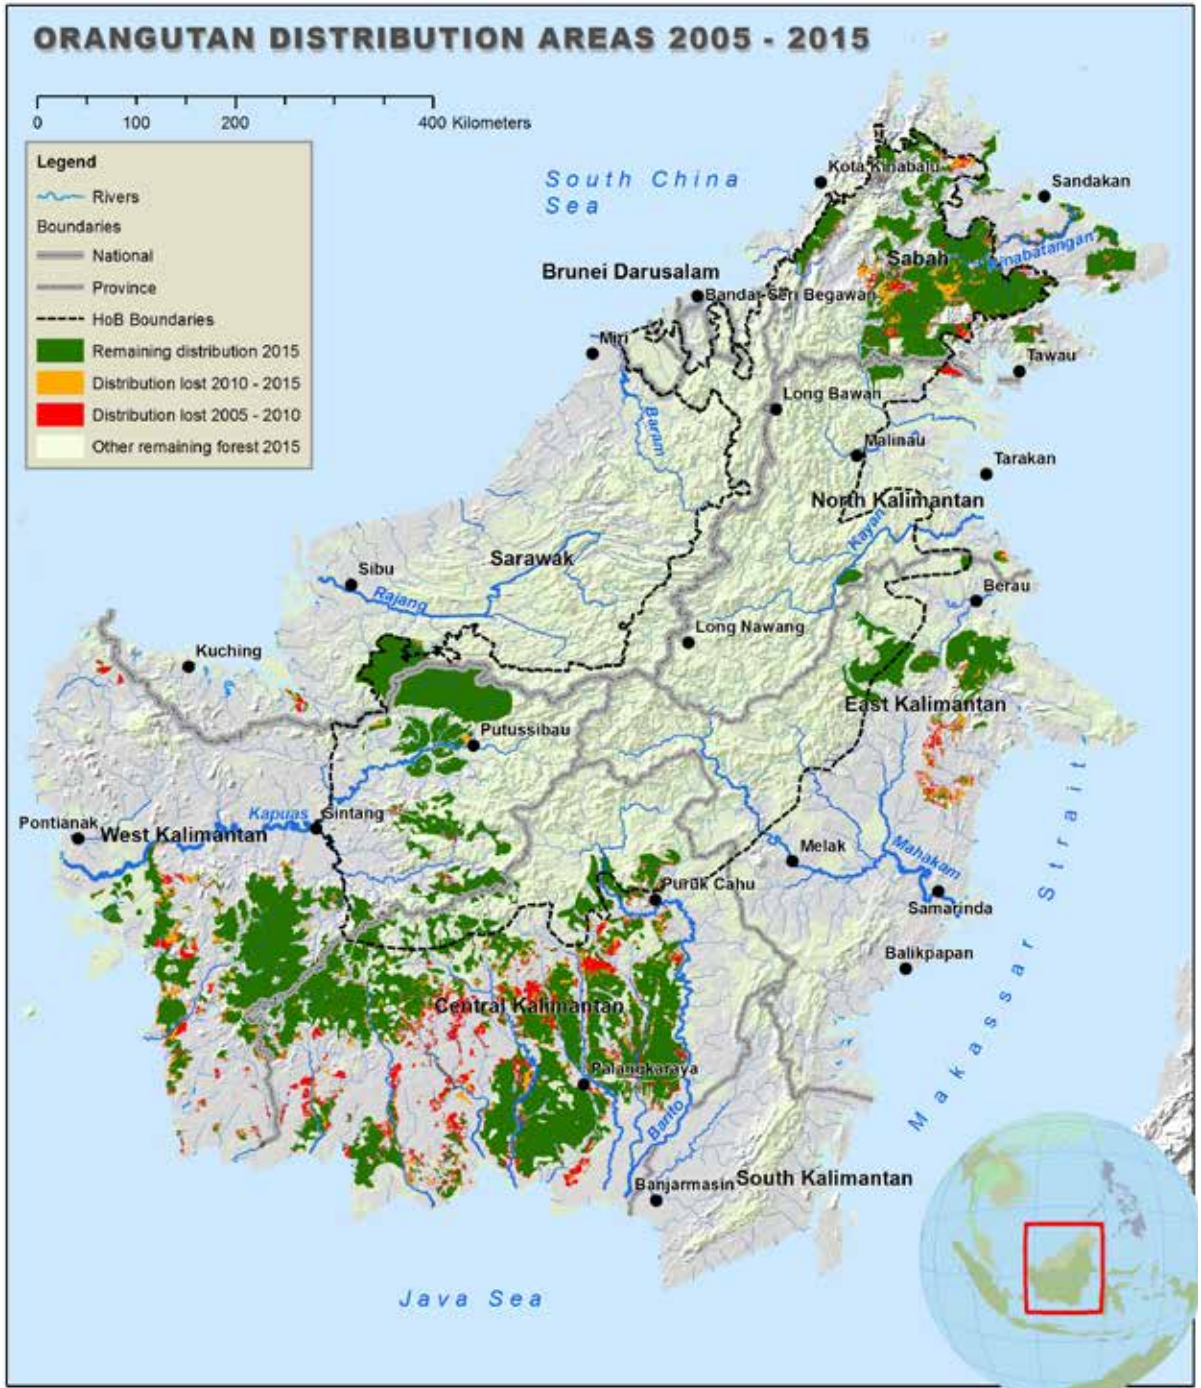 ORANGUTAN DISTRIBUTION AREAS 2005 - 2015
0 100 200 400 Kilometers
Legend
Rivers
Boundaries
National
Province
HoB Boundaries
Remaining distribution 2015
Distribution lost 2010 - 2015
Distribution lost 2005 - 2010
Other remaining forest 2015
South China
Sea
Kota Kinabalu
Sandakan
Kinabatangan
Sabah
Brunei Darusalam
Bandar Seri Begawan
Miri
Tawau
Long Bawan
Baram
Malinau
Tarakan
North Kalimantan
Kayan
Sarawak
Sibu
Rajang
Berau
Long Nawang
Kuching
East Kalimantan
Putussibau
Kapuas
Sintang
Pontianak
West Kalimantan
Melak
Mahakam
Puruk Cahu
Samarinda
Makassar Strait
Balikpapan
Central Kalimantan
Palangkaraya
Barito
Banjarmasin
South Kalimantan
Java Sea